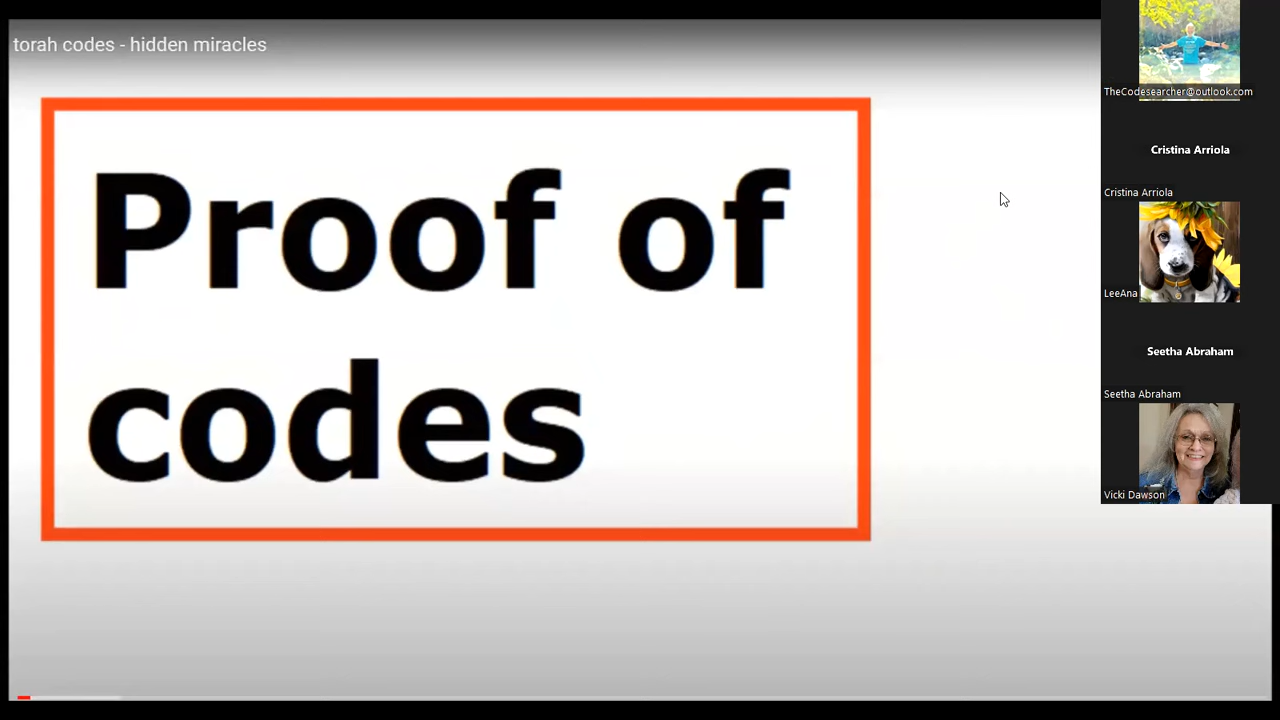 torah codes - hidden miracles
Proof of
codes
TheCodesearcher@outlook.com
Cristina Arriola
Cristina Arriola
LeeAna
Seetha Abraham
Seetha Abraham
Vicki Dawson